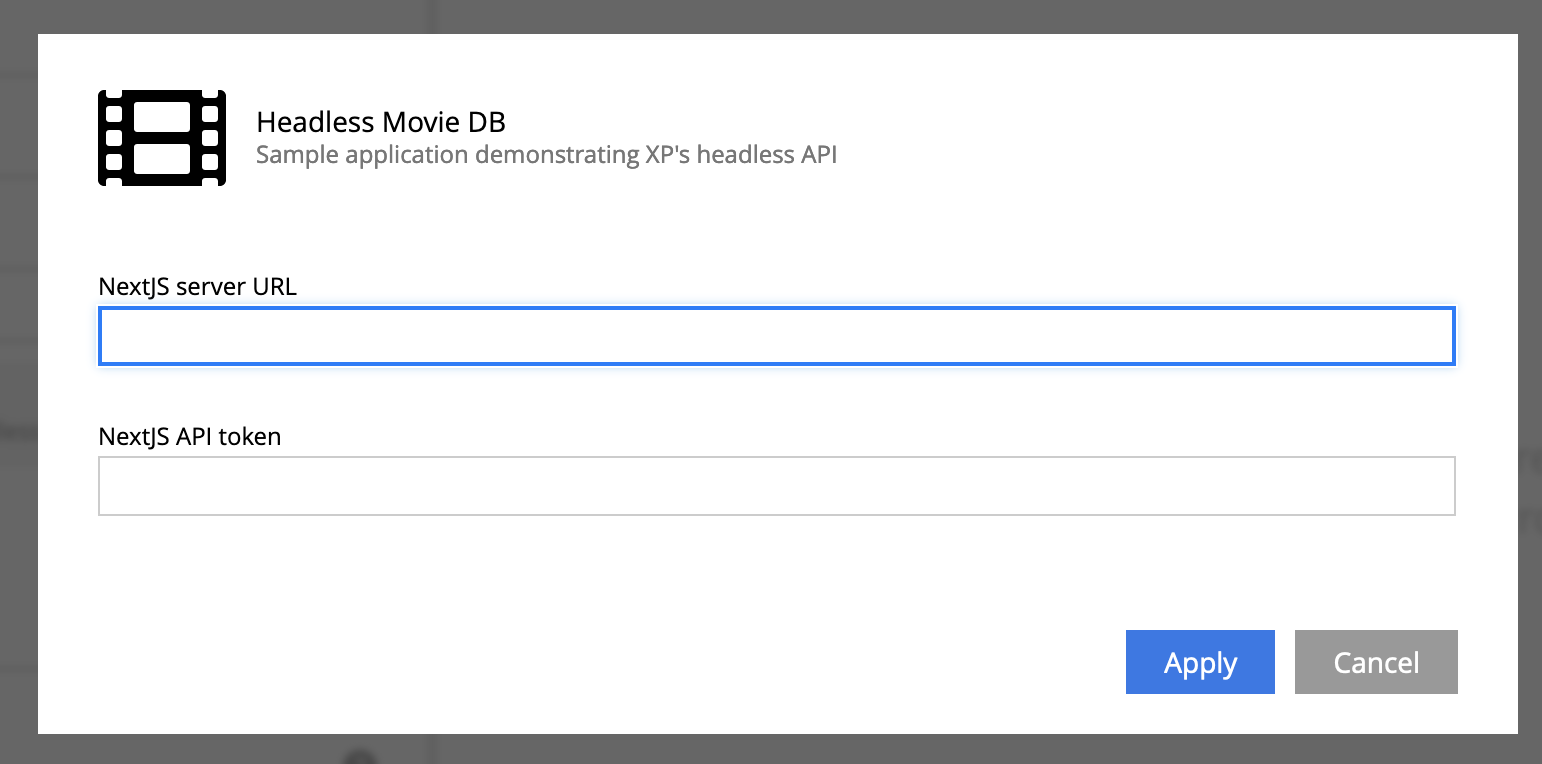 Headless Movie DB
Sample application demonstrating XP's headless API
NextJS server URL
NextJS API token
Apply
Cancel